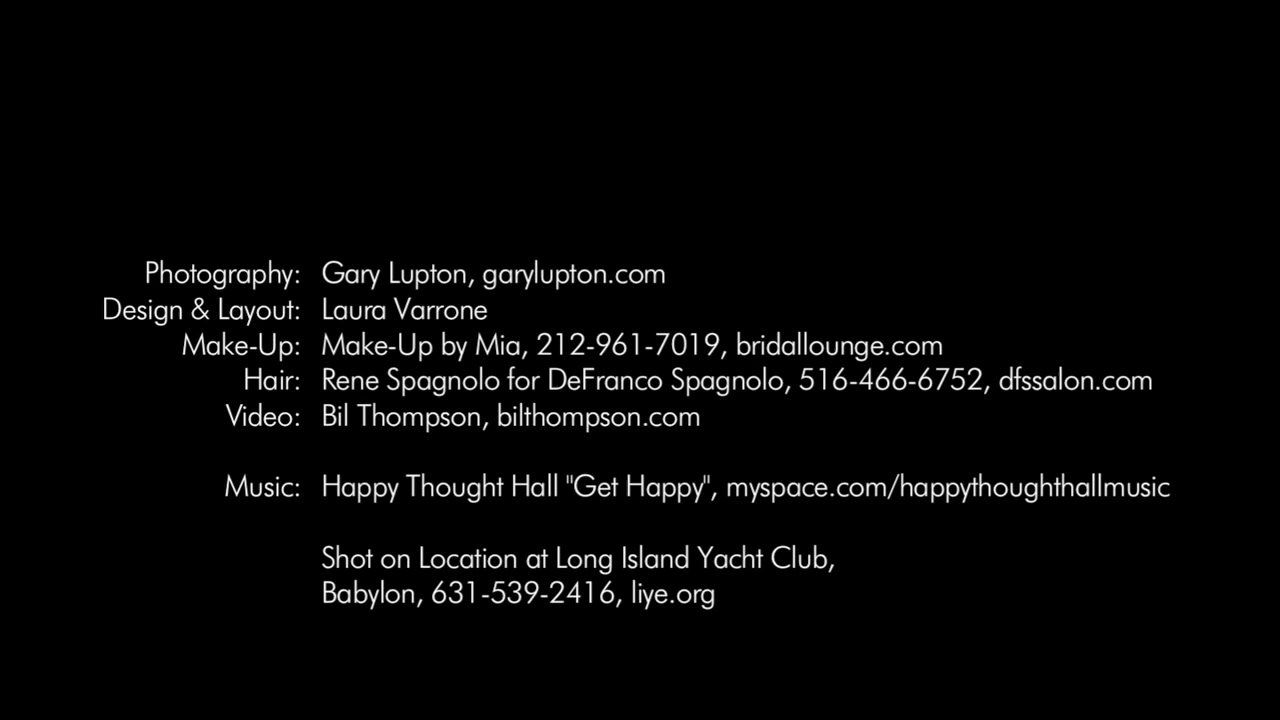 Photography: Gary Lupton, garylupton.com
Design & Layout: Laura Varrone
Make-Up: Make-Up by Mia, 212-961-7019, bridallounge.com
Hair: Rene Spagnolo for DeFranco Spagnolo, 516-466-6752, dfssalon.com
Video: Bil Thompson, bilthompson.com
Music: Happy Thought Hall "Get Happy", myspace.com/happythoughthallmusic
Shot on Location at Long Island Yacht Club,
Babylon, 631-539-2416, liye.org